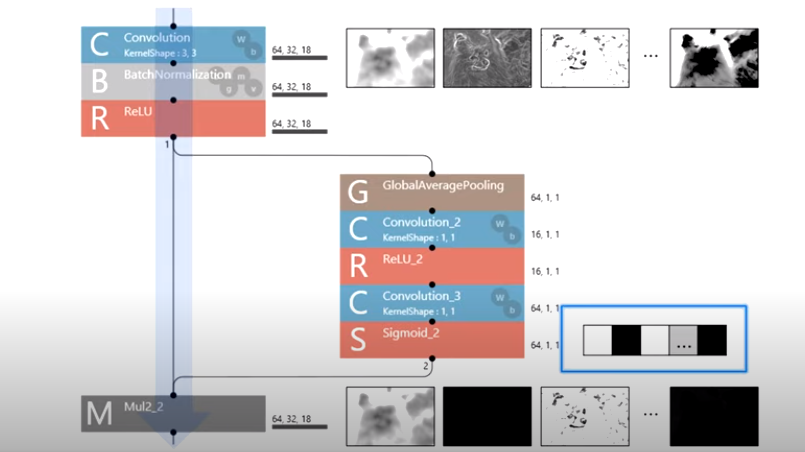 C Convolution W
KernelShape : 3, 3 b
64, 32, 18
B BatchNormalization m
g v
64, 32, 18
R ReLU
64, 32, 18
...
1
G GlobalAveragePooling
64, 1, 1
C Convolution_2 W
KernelShape : 1, 1 b
16, 1, 1
R ReLU_2
16, 1, 1
C Convolution_3 W
KernelShape : 1, 1 b
64, 1, 1
S Sigmoid_2
64, 1, 1
...
2
M Mul2_2
64, 32, 18
...